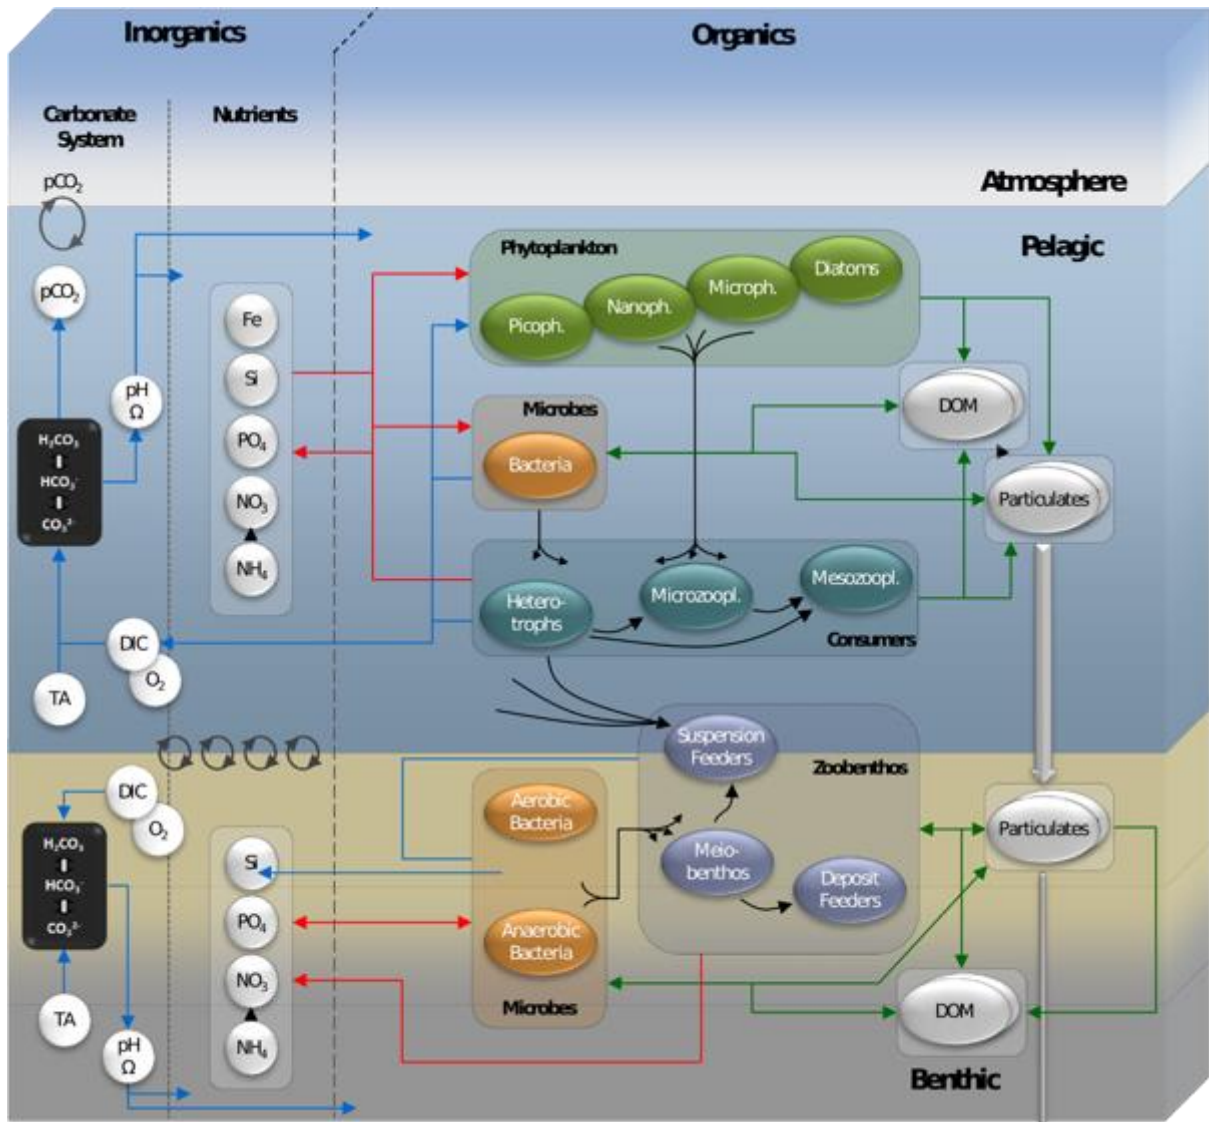 Inorganics
Organics
Carbonate
System
Nutrients
pCO₂
Atmosphere
Pelagic
pCO₂
Phytoplankton
Picoph.
Nanoph.
Microph.
Diatoms
Fe
Si
PO₄
NO₃
NH₄
pH
Ω
H₂CO₃
HCO₃⁻
CO₃²⁻
Microbes
Bacteria
DOM
Particulates
Hetero-
trophs
Microzoopl.
Mesozoopl.
Consumers
DIC
O₂
TA
Suspension
Feeders
Zoobenthos
Meio-
benthos
Deposit
Feeders
Aerobic
Bacteria
Anaerobic
Bacteria
Microbes
Particulates
DOM
Benthic
DIC
O₂
H₂CO₃
HCO₃⁻
CO₃²⁻
TA
pH
Ω
Si
PO₄
NO₃
NH₄